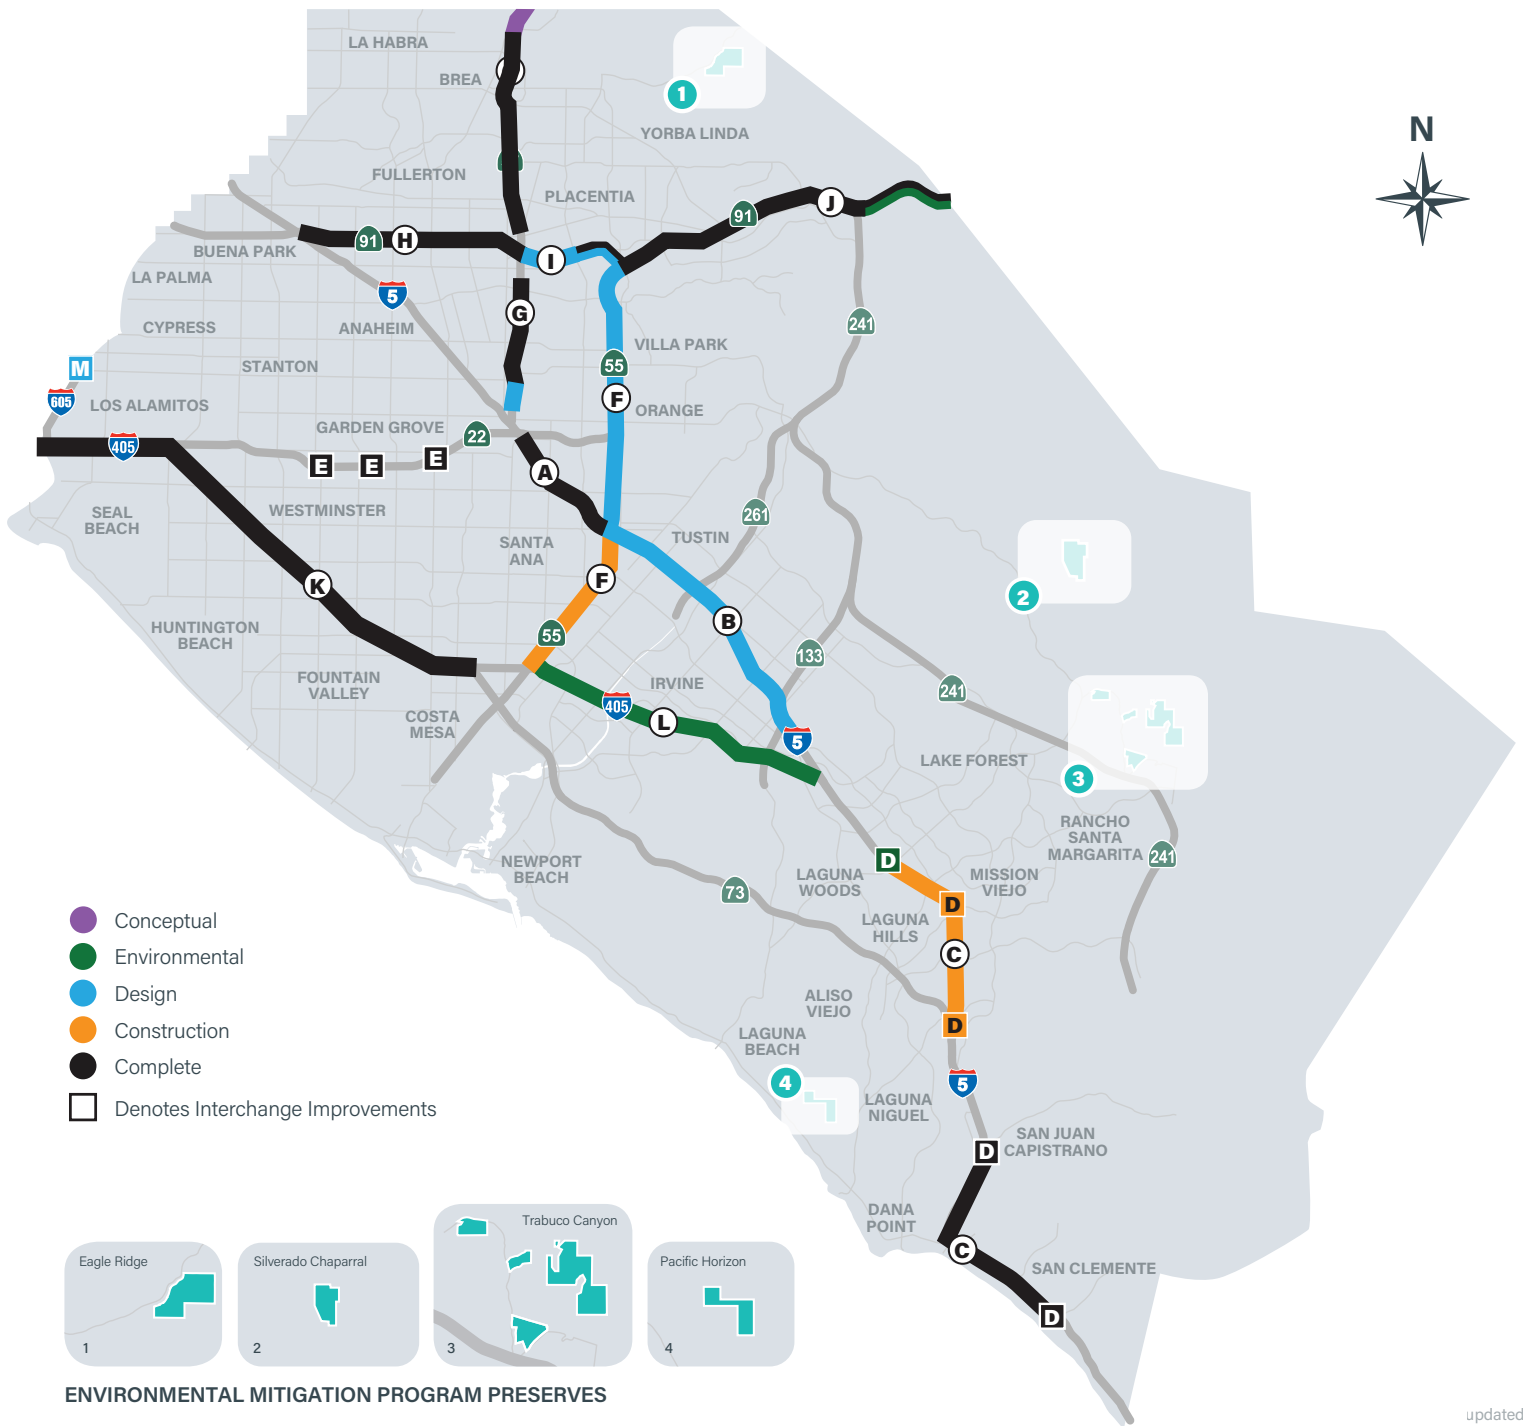 LA HABRA
BREA
1
YORBA LINDA
N
FULLERTON
PLACENTIA
J
91
91
H
BUENA PARK
I
LA PALMA
5
G
CYPRESS
ANAHEIM
241
VILLA PARK
M
STANTON
55
605
LOS ALAMITOS
F
ORANGE
GARDEN GROVE
22
405
E
E
E
A
SEAL
BEACH
WESTMINSTER
261
SANTA
ANA
TUSTIN
K
F
2
B
HUNTINGTON
BEACH
55
133
FOUNTAIN
VALLEY
IRVINE
241
405
L
COSTA
MESA
5
LAKE FOREST
3
RANCHO
SANTA
MARGARITA
241
NEWPORT
BEACH
D
LAGUNA
WOODS
MISSION
VIEJO
73
D
LAGUNA
HILLS
C
Conceptual
Environmental
Design
Construction
Complete
Denotes Interchange Improvements
ALISO
VIEJO
D
LAGUNA
BEACH
4
5
LAGUNA
NIGUEL
SAN JUAN
CAPISTRANO
D
DANA
POINT
C
SAN CLEMENTE
D
Eagle Ridge
1
Silverado Chaparral
2
Trabuco Canyon
3
Pacific Horizon
4
ENVIRONMENTAL MITIGATION PROGRAM PRESERVES
updated